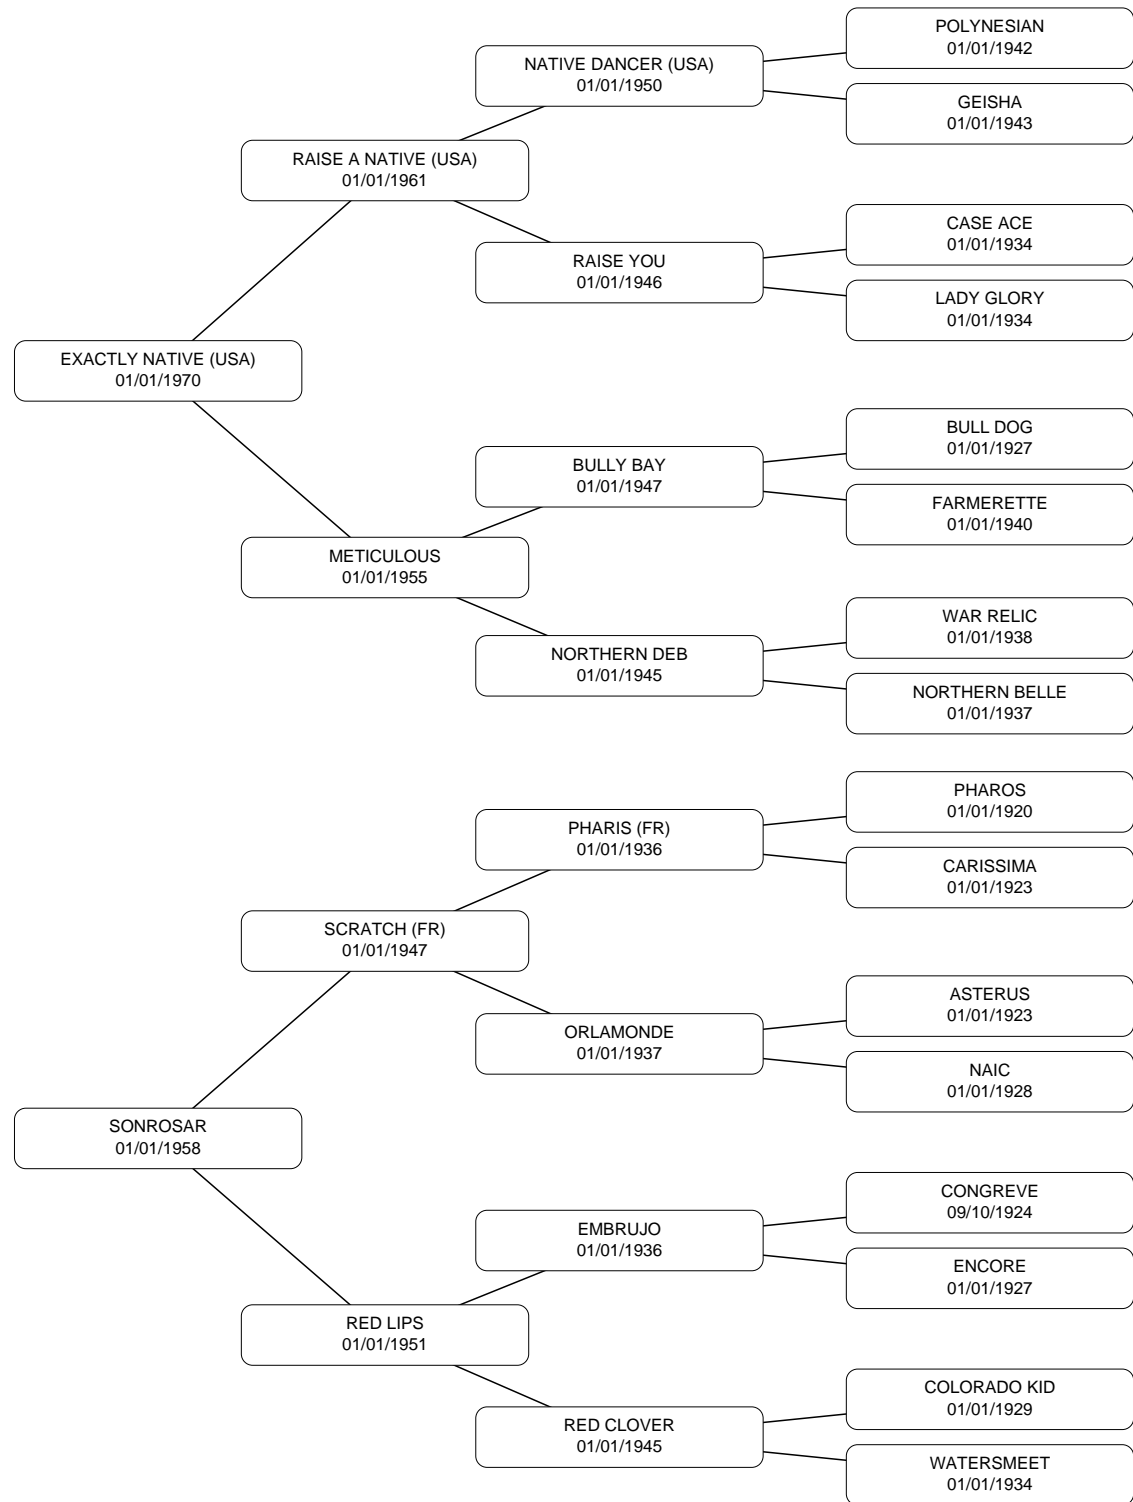 POLYNESIAN
01/01/1942
NATIVE DANCER (USA)
01/01/1950
GEISHA
01/01/1943
RAISE A NATIVE (USA)
01/01/1961
CASE ACE
01/01/1934
RAISE YOU
01/01/1946
LADY GLORY
01/01/1934
EXACTLY NATIVE (USA)
01/01/1970
BULL DOG
01/01/1927
BULLY BAY
01/01/1947
FARMERETTE
01/01/1940
METICULOUS
01/01/1955
WAR RELIC
01/01/1938
NORTHERN DEB
01/01/1945
NORTHERN BELLE
01/01/1937
PHAROS
01/01/1920
PHARIS (FR)
01/01/1936
CARISSIMA
01/01/1923
SCRATCH (FR)
01/01/1947
ASTERUS
01/01/1923
ORLAMONDE
01/01/1937
NAIC
01/01/1928
SONROSAR
01/01/1958
CONGREVE
09/10/1924
EMBRUJO
01/01/1936
ENCORE
01/01/1927
RED LIPS
01/01/1951
COLORADO KID
01/01/1929
RED CLOVER
01/01/1945
WATERSMEET
01/01/1934